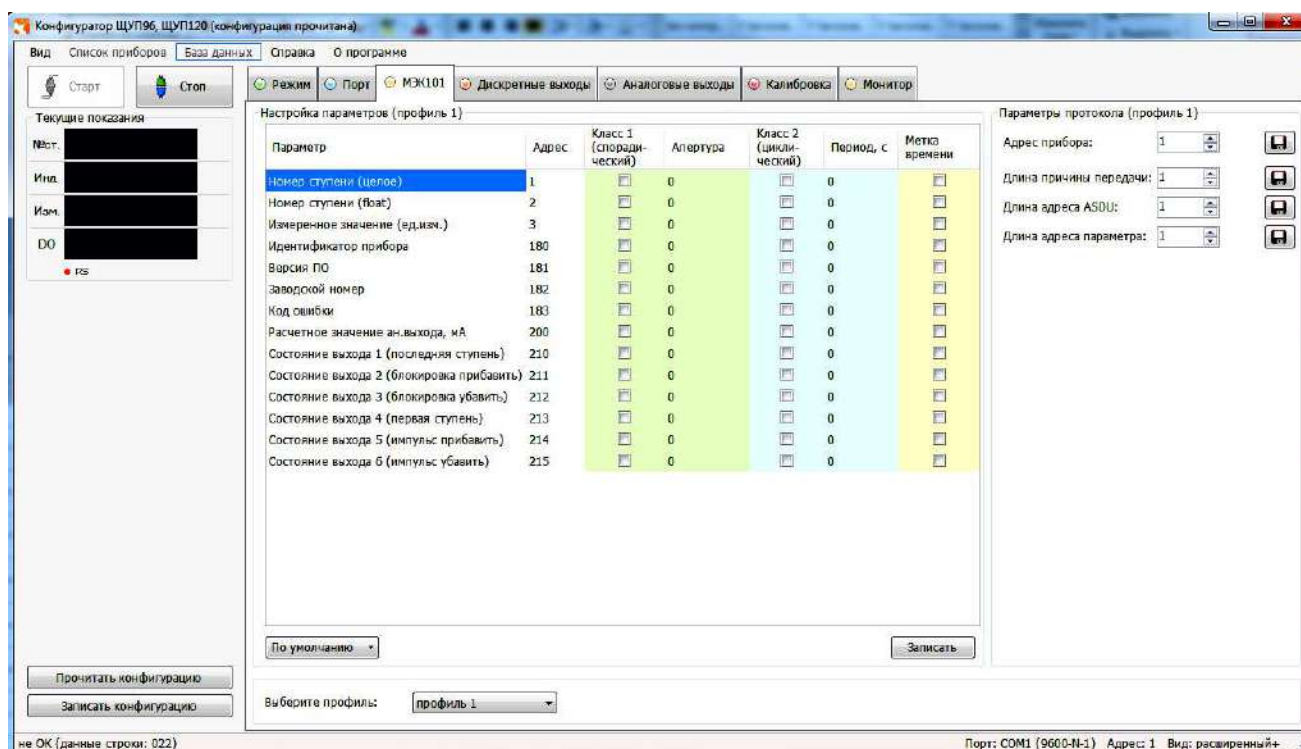 Конфигуратор ЩУП96, ЩУП120 (конфигурация прочитана)
Вид Список приборов База данных Справка О программе
Старт Стоп
Режим Порт МЭК101 Дискретные выходы Аналоговые выходы Калибровка Монитор
Текущие показания
№ст.
Инд.
Изм.
DO
RS
Настройка параметров (профиль 1)
Параметр Адрес Класс 1 (споради-ческий) Апертура Класс 2 (цикли-ческий) Период, с Метка времени
Номер ступени (целое) 1 0 0
Номер ступени (float) 2 0 0
Измеренное значение (ед.изм.) 3 0 0
Идентификатор прибора 180 0 0
Версия ПО 181 0 0
Заводской номер 182 0 0
Код ошибки 183 0 0
Расчетное значение ан.выхода, мА 200 0 0
Состояние выхода 1 (последняя ступень) 210 0 0
Состояние выхода 2 (блокировка прибавить) 211 0 0
Состояние выхода 3 (блокировка убавить) 212 0 0
Состояние выхода 4 (первая ступень) 213 0 0
Состояние выхода 5 (импульс прибавить) 214 0 0
Состояние выхода 6 (импульс убавить) 215 0 0
По умолчанию Записать
Параметры протокола (профиль 1)
Адрес прибора: 1
Длина причины передачи: 1
Длина адреса ASDU: 1
Длина адреса параметра: 1
Прочитать конфигурацию
Записать конфигурацию
Выберите профиль: профиль 1
не ОК (данные строки: 022) Порт: COM1 (9600-N-1) Адрес: 1 Вид: расширенный+